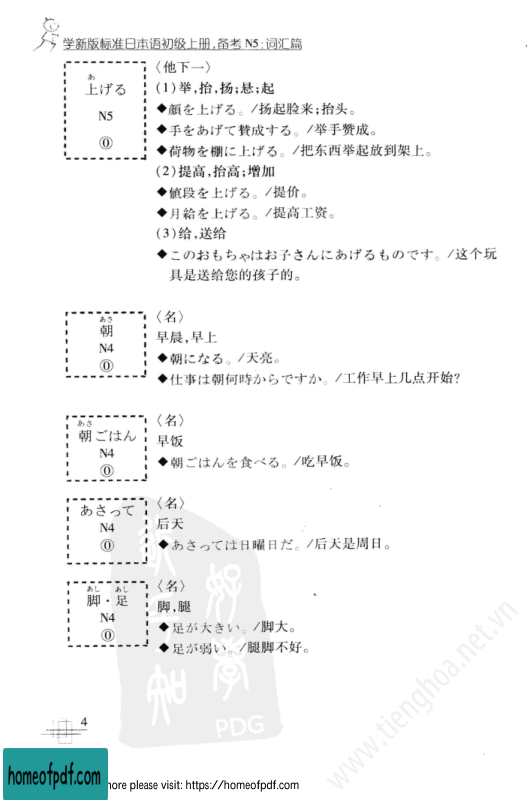 学新版标准日本语初级上册,备考 N5:词汇篇
あ
上げる
N5
⓪
〈他下一〉
(1)举,抬,扬;悬;起
◆顔を上げる。/扬起脸来;抬头。
◆手をあげて賛成する。/举手赞成。
◆荷物を棚に上げる。/把东西举起放到架上。
(2)提高,抬高;增加
◆値段を上げる。/提价。
◆月給を上げる。/提高工资。
(3)给,送给
◆このおもちゃはお子さんにあげるものです。/这个玩
具是送给您的孩子的。
あさ
朝
N4
⓪
〈名〉
早晨,早上
◆朝になる。/天亮。
◆仕事は朝何時からですか。/工作早上几点开始?
あさ
朝ごはん
N4
⓪
〈名〉
早饭
◆朝ごはんを食べる。/吃早饭。
あさって
N4
⓪
〈名〉
后天
◆あさっては日曜日だ。/后天是周日。
あし あし
脚・足
N4
⓪
〈名〉
脚,腿
◆足が大きい。/脚大。
◆足が弱い。/腿脚不好。
PDG
www.tienghoa.net.vn
4
homeofpdf.com
ore please visit: https://homeofpdf.com